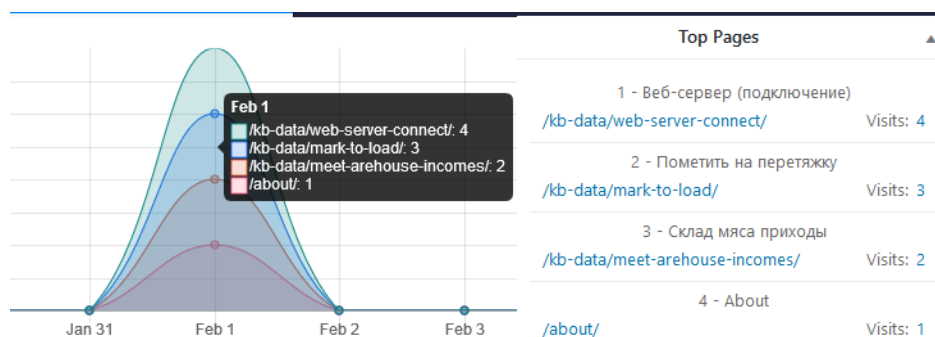 Feb 1
/kb-data/web-server-connect/: 4
/kb-data/mark-to-load/: 3
/kb-data/meet-arehouse-incomes/: 2
/about/: 1
Jan 31
Feb 1
Feb 2
Feb 3
Top Pages
1 - Веб-сервер (подключение)
/kb-data/web-server-connect/ Visits: 4
2 - Пометить на перетяжку
/kb-data/mark-to-load/ Visits: 3
3 - Склад мяса приходы
/kb-data/meet-arehouse-incomes/ Visits: 2
4 - About
/about/ Visits: 1